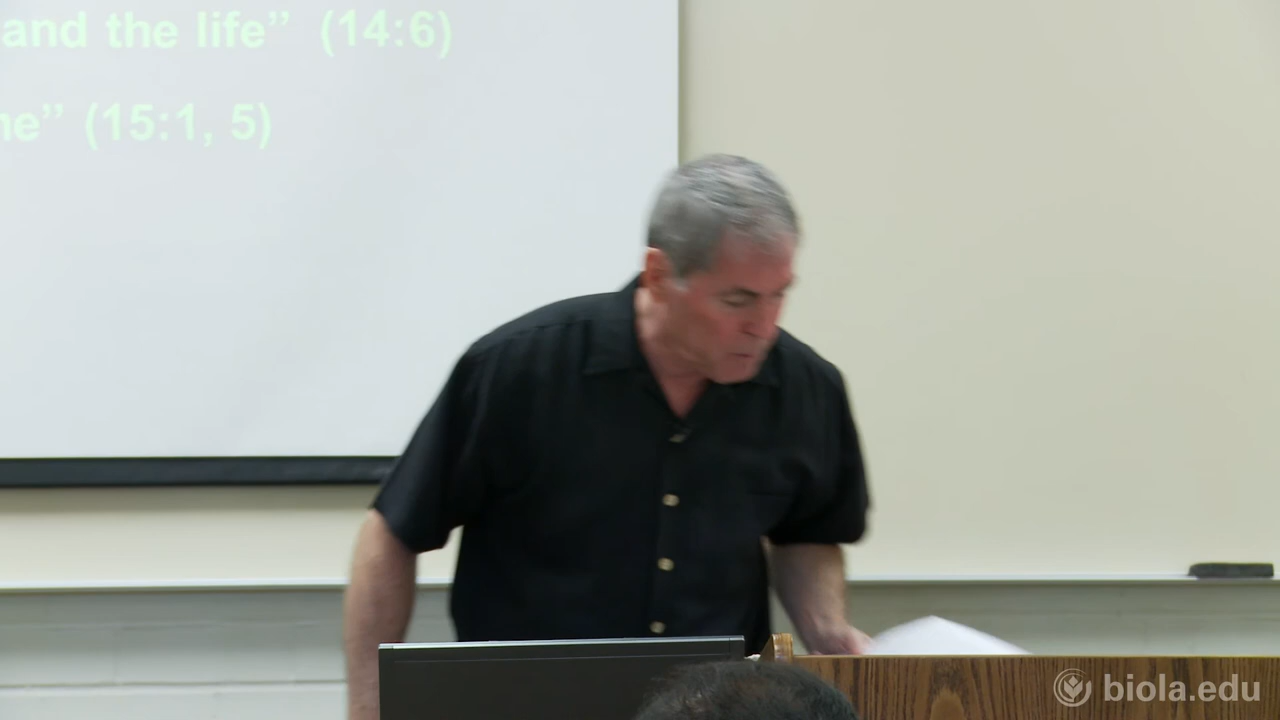 and the life” (14:6)
ne” (15:1, 5)
biola.edu